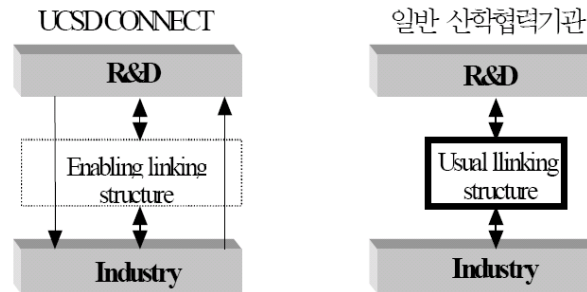 UCSD CONNECT
R&D
Enabling linking
structure
Industry
일반 산학협력기관
R&D
Usual llinking
structure
Industry